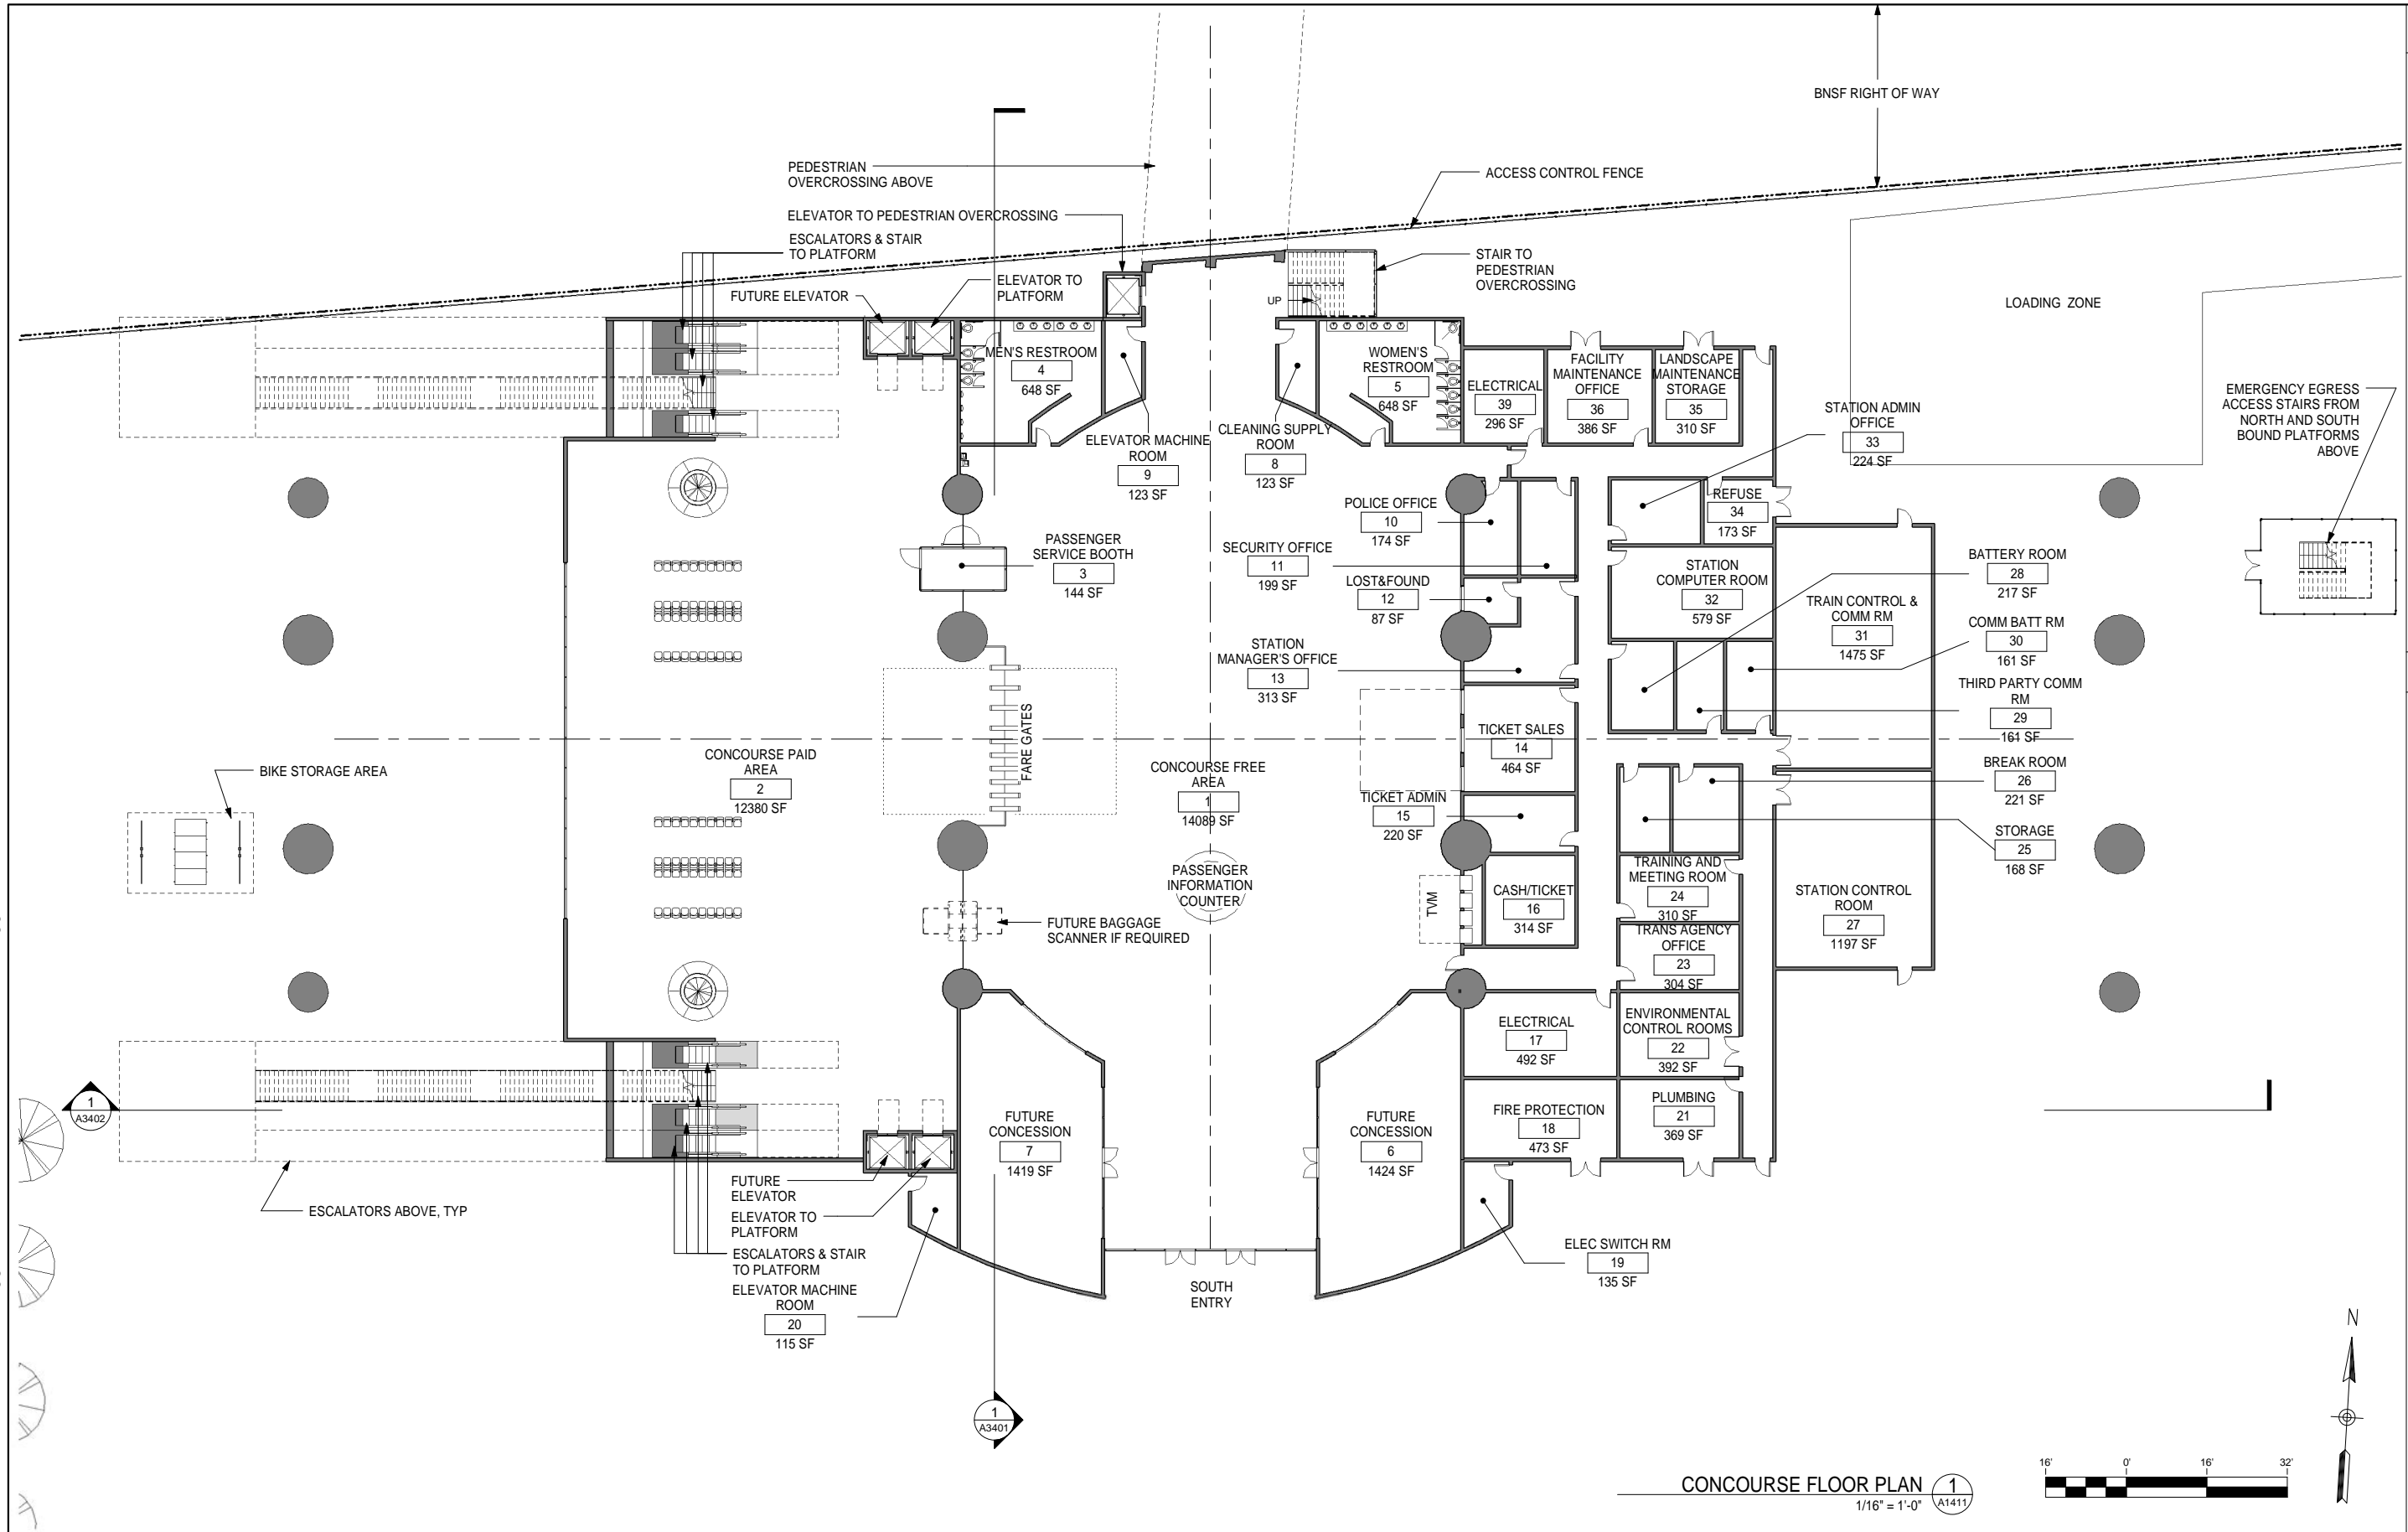 BNSF RIGHT OF WAY
PEDESTRIAN
OVERCROSSING ABOVE
ACCESS CONTROL FENCE
ELEVATOR TO PEDESTRIAN OVERCROSSING
ESCALATORS & STAIR
TO PLATFORM
STAIR TO
PEDESTRIAN
OVERCROSSING
ELEVATOR TO
PLATFORM
FUTURE ELEVATOR
UP
LOADING ZONE
MEN'S RESTROOM
4
648 SF
WOMEN'S
RESTROOM
5
648 SF
ELECTRICAL
39
296 SF
FACILITY
MAINTENANCE
OFFICE
36
386 SF
LANDSCAPE
MAINTENANCE
STORAGE
35
310 SF
STATION ADMIN
OFFICE
33
224 SF
EMERGENCY EGRESS
ACCESS STAIRS FROM
NORTH AND SOUTH
BOUND PLATFORMS
ABOVE
ELEVATOR MACHINE
ROOM
9
123 SF
CLEANING SUPPLY
ROOM
8
123 SF
POLICE OFFICE
10
174 SF
REFUSE
34
173 SF
PASSENGER
SERVICE BOOTH
3
144 SF
SECURITY OFFICE
11
199 SF
LOST&FOUND
12
87 SF
STATION
COMPUTER ROOM
32
579 SF
TRAIN CONTROL &
COMM RM
31
1475 SF
BATTERY ROOM
28
217 SF
COMM BATT RM
30
161 SF
STATION
MANAGER'S OFFICE
13
313 SF
THIRD PARTY COMM
RM
29
161 SF
FARE GATES
TICKET SALES
14
464 SF
BIKE STORAGE AREA
CONCOURSE PAID
AREA
2
12380 SF
CONCOURSE FREE
AREA
1
14089 SF
BREAK ROOM
26
221 SF
TICKET ADMIN
15
220 SF
STORAGE
25
168 SF
PASSENGER
INFORMATION
COUNTER
TRAINING AND
MEETING ROOM
24
310 SF
TVM
CASH/TICKET
16
314 SF
STATION CONTROL
ROOM
27
1197 SF
FUTURE BAGGAGE
SCANNER IF REQUIRED
TRANS AGENCY
OFFICE
23
304 SF
ELECTRICAL
17
492 SF
ENVIRONMENTAL
CONTROL ROOMS
22
392 SF
1
A3402
FUTURE
CONCESSION
7
1419 SF
FUTURE
CONCESSION
6
1424 SF
FIRE PROTECTION
18
473 SF
PLUMBING
21
369 SF
ESCALATORS ABOVE, TYP
FUTURE
ELEVATOR
ELEVATOR TO
PLATFORM
ESCALATORS & STAIR
TO PLATFORM
ELEVATOR MACHINE
ROOM
20
115 SF
ELEC SWITCH RM
19
135 SF
SOUTH
ENTRY
1
A3401
N
CONCOURSE FLOOR PLAN
1/16" = 1'-0"
1
A1411
16' 0' 16' 32'